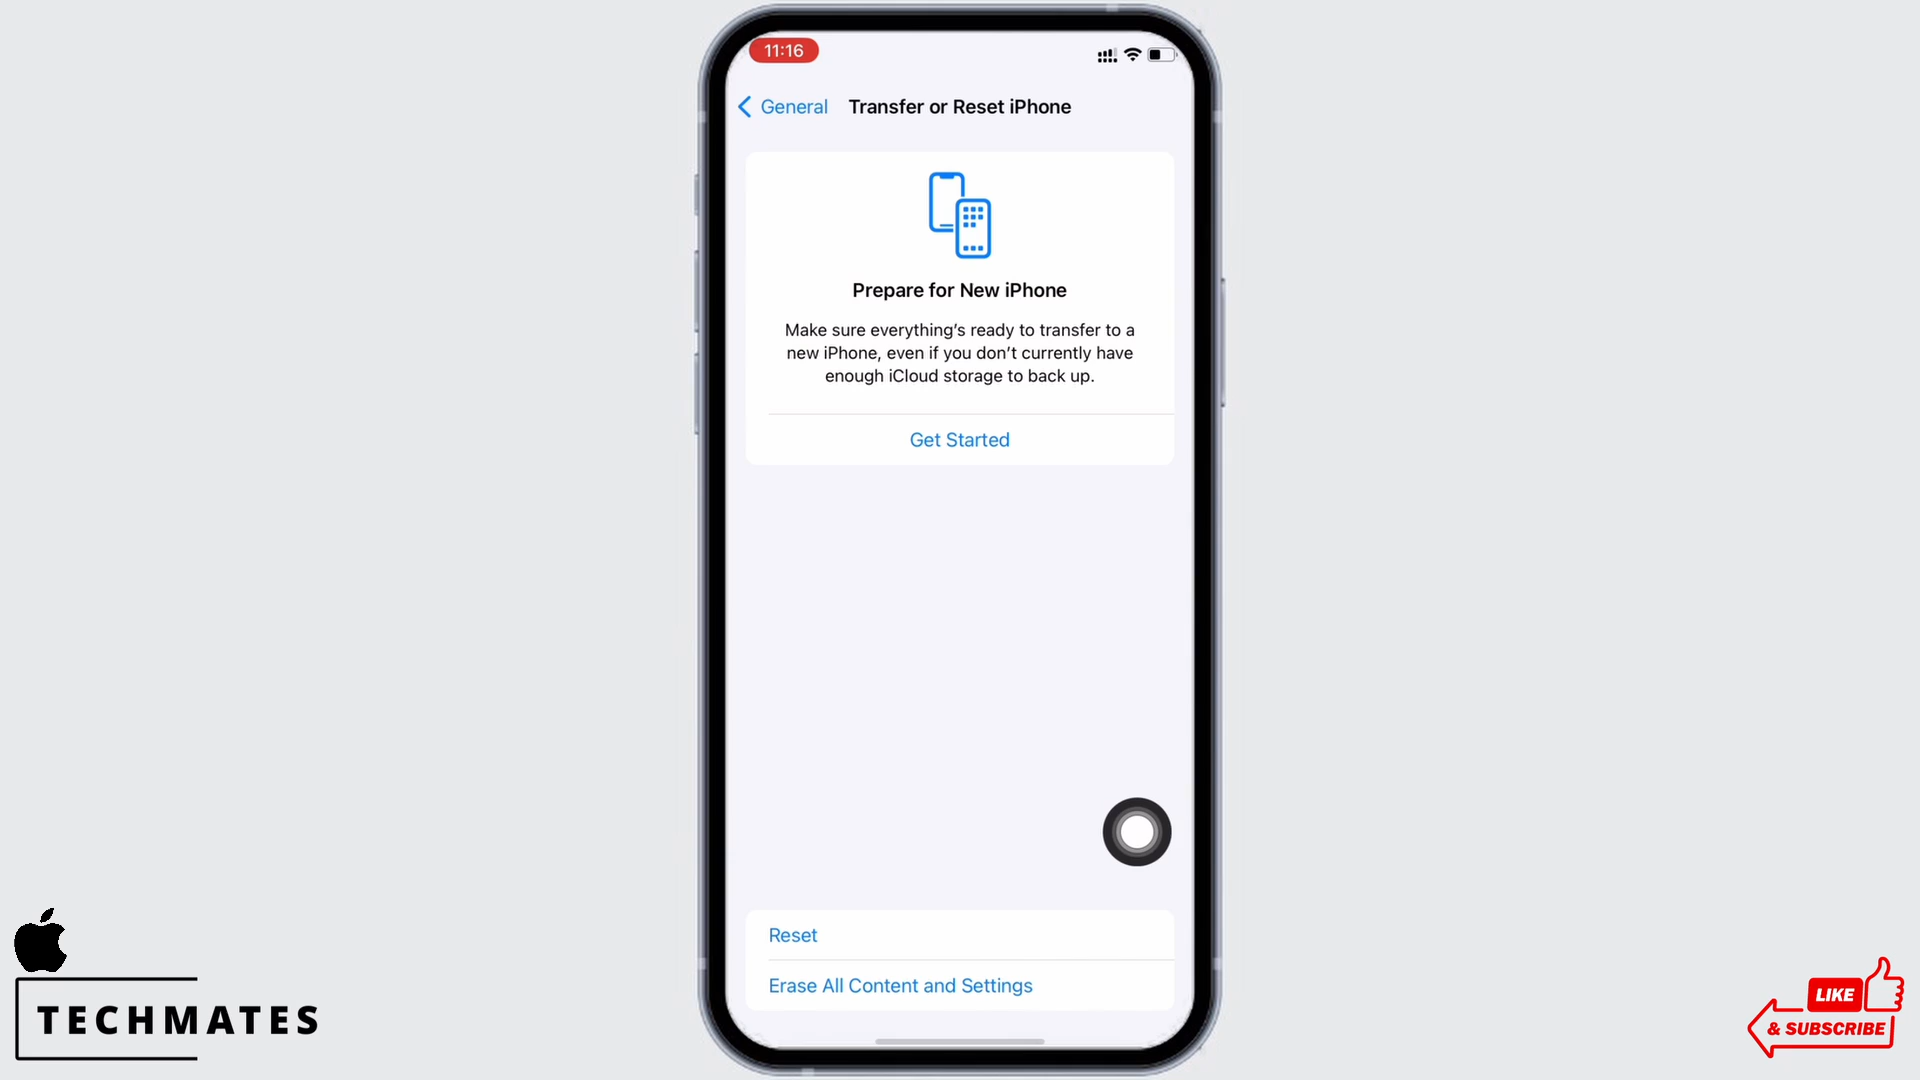 11:16
General
Transfer or Reset iPhone
Prepare for New iPhone
Make sure everything's ready to transfer to a
new iPhone, even if you don't currently have
enough iCloud storage to back up.
Get Started
Reset
Erase All Content and Settings
TECHMATES
LIKE
& SUBSCRIBE